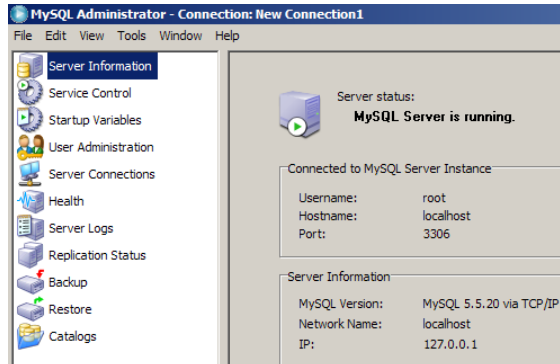 MySQL Administrator - Connection: New Connection1
File Edit View Tools Window Help
Server Information
Service Control
Startup Variables
User Administration
Server Connections
Health
Server Logs
Replication Status
Backup
Restore
Catalogs
Server status:
MySQL Server is running.
Connected to MySQL Server Instance
Username: root
Hostname: localhost
Port: 3306
Server Information
MySQL Version: MySQL 5.5.20 via TCP/IP
Network Name: localhost
IP: 127.0.0.1